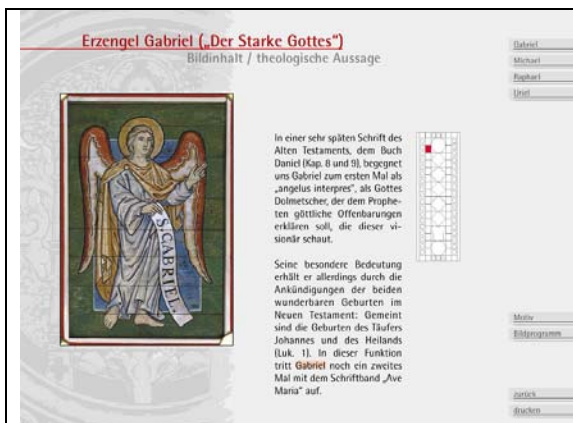 Erzengel Gabriel („Der Starke Gottes“)
Bildinhalt / theologische Aussage
Gabriel
Michael
Raphael
Uriel
In einer sehr späten Schrift des
Alten Testaments, dem Buch
Daniel (Kap. 8 und 9), begegnet
uns Gabriel zum ersten Mal als
„angelus interpres“, als Gottes
Dolmetscher, der dem Prophe-
ten göttliche Offenbarungen
erklären soll, die dieser vi-
sionär schaut.
Seine besondere Bedeutung
erhält er allerdings durch die
Ankündigungen der beiden
wunderbaren Geburten im
Neuen Testament: Gemeint
sind die Geburten des Täufers
Johannes und des Heilands
(Luk. 1). In dieser Funktion
tritt Gabriel noch ein zweites
Mal mit dem Schriftband „Ave
Maria“ auf.
S. GABRIEL.
Motiv
Bildprogramm
zurück
drucken